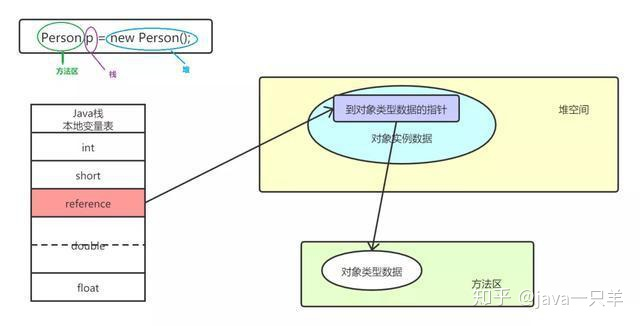 Person p = new Person();
方法区
栈
堆
Java栈
本地变量表
int
short
reference
double
float
到对象类型数据的指针
对象实例数据
堆空间
对象类型数据
方法区
知乎 @java一只羊